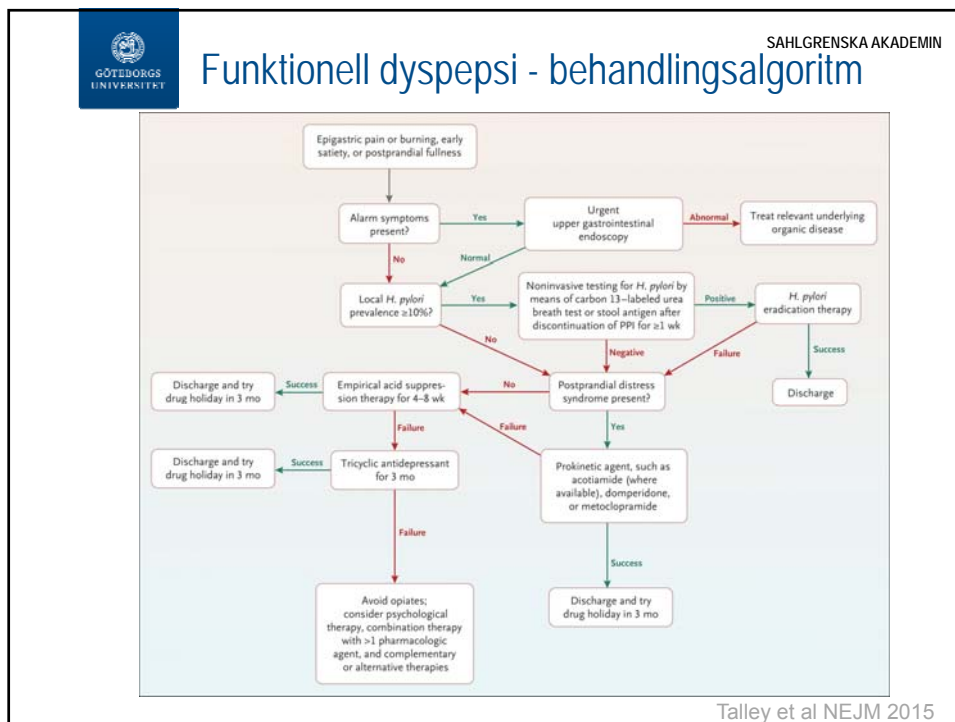 SAHLGRENSKA AKADEMIN
GÖTEBORGS
UNIVERSITET
Funktionell dyspepsi - behandlingsalgoritm
Epigastric pain or burning, early
satiety, or postprandial fullness
Alarm symptoms
present?
Yes
Urgent
upper gastrointestinal
endoscopy
Abnormal
Treat relevant underlying
organic disease
No
Normal
Local H. pylori
prevalence ≥10%?
Yes
Noninvasive testing for H. pylori by
means of carbon 13–labeled urea
breath test or stool antigen after
discontinuation of PPI for ≥1 wk
Positive
H. pylori
eradication therapy
No
Negative
Failure
Success
Discharge
Discharge and try
drug holiday in 3 mo
Success
Empirical acid suppres-
sion therapy for 4–8 wk
No
Postprandial distress
syndrome present?
Failure
Failure
Yes
Discharge and try
drug holiday in 3 mo
Success
Tricyclic antidepressant
for 3 mo
Prokinetic agent, such as
acotiamide (where
available), domperidone,
or metoclopramide
Failure
Success
Avoid opiates;
consider psychological
therapy, combination therapy
with >1 pharmacologic
agent, and complementary
or alternative therapies
Discharge and try
drug holiday in 3 mo
Talley et al NEJM 2015